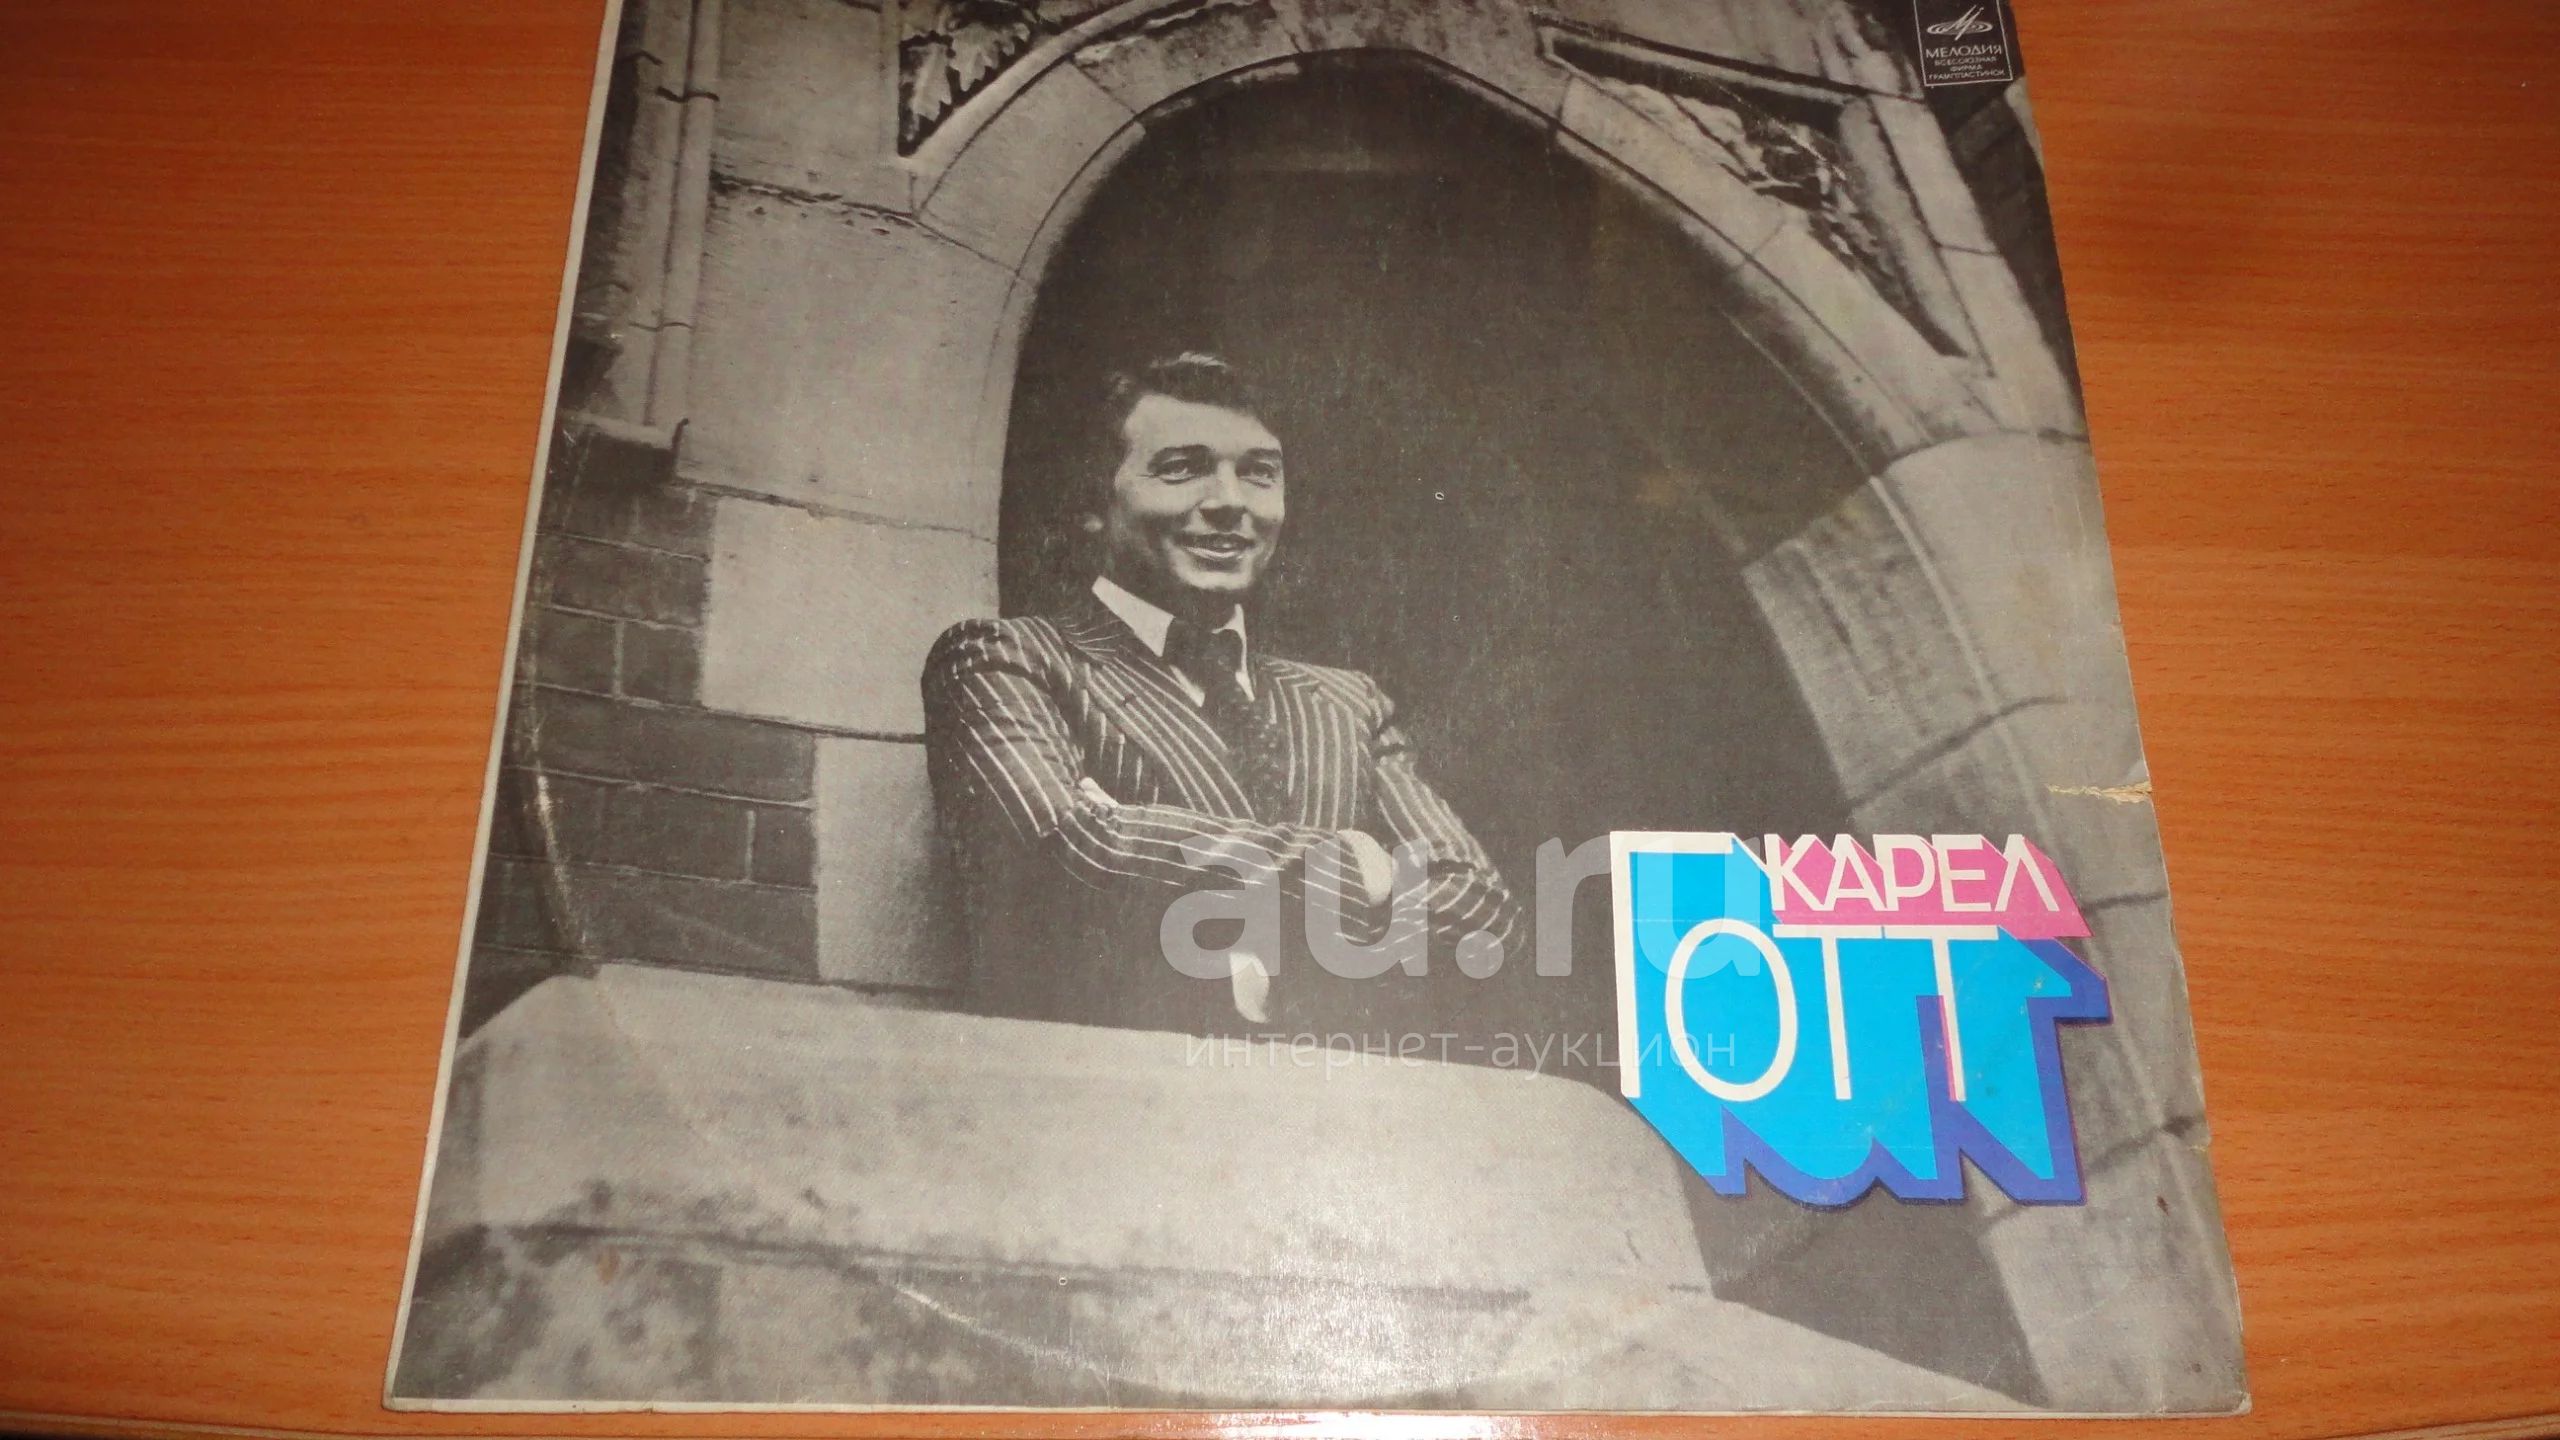 МЕЛОДИЯ
ВСЕСОЮЗНАЯ
ФИРМА
ГРАМПЛАСТИНОК
КАРЕЛ
ГОТТ
au.ru
интернет-аукцион